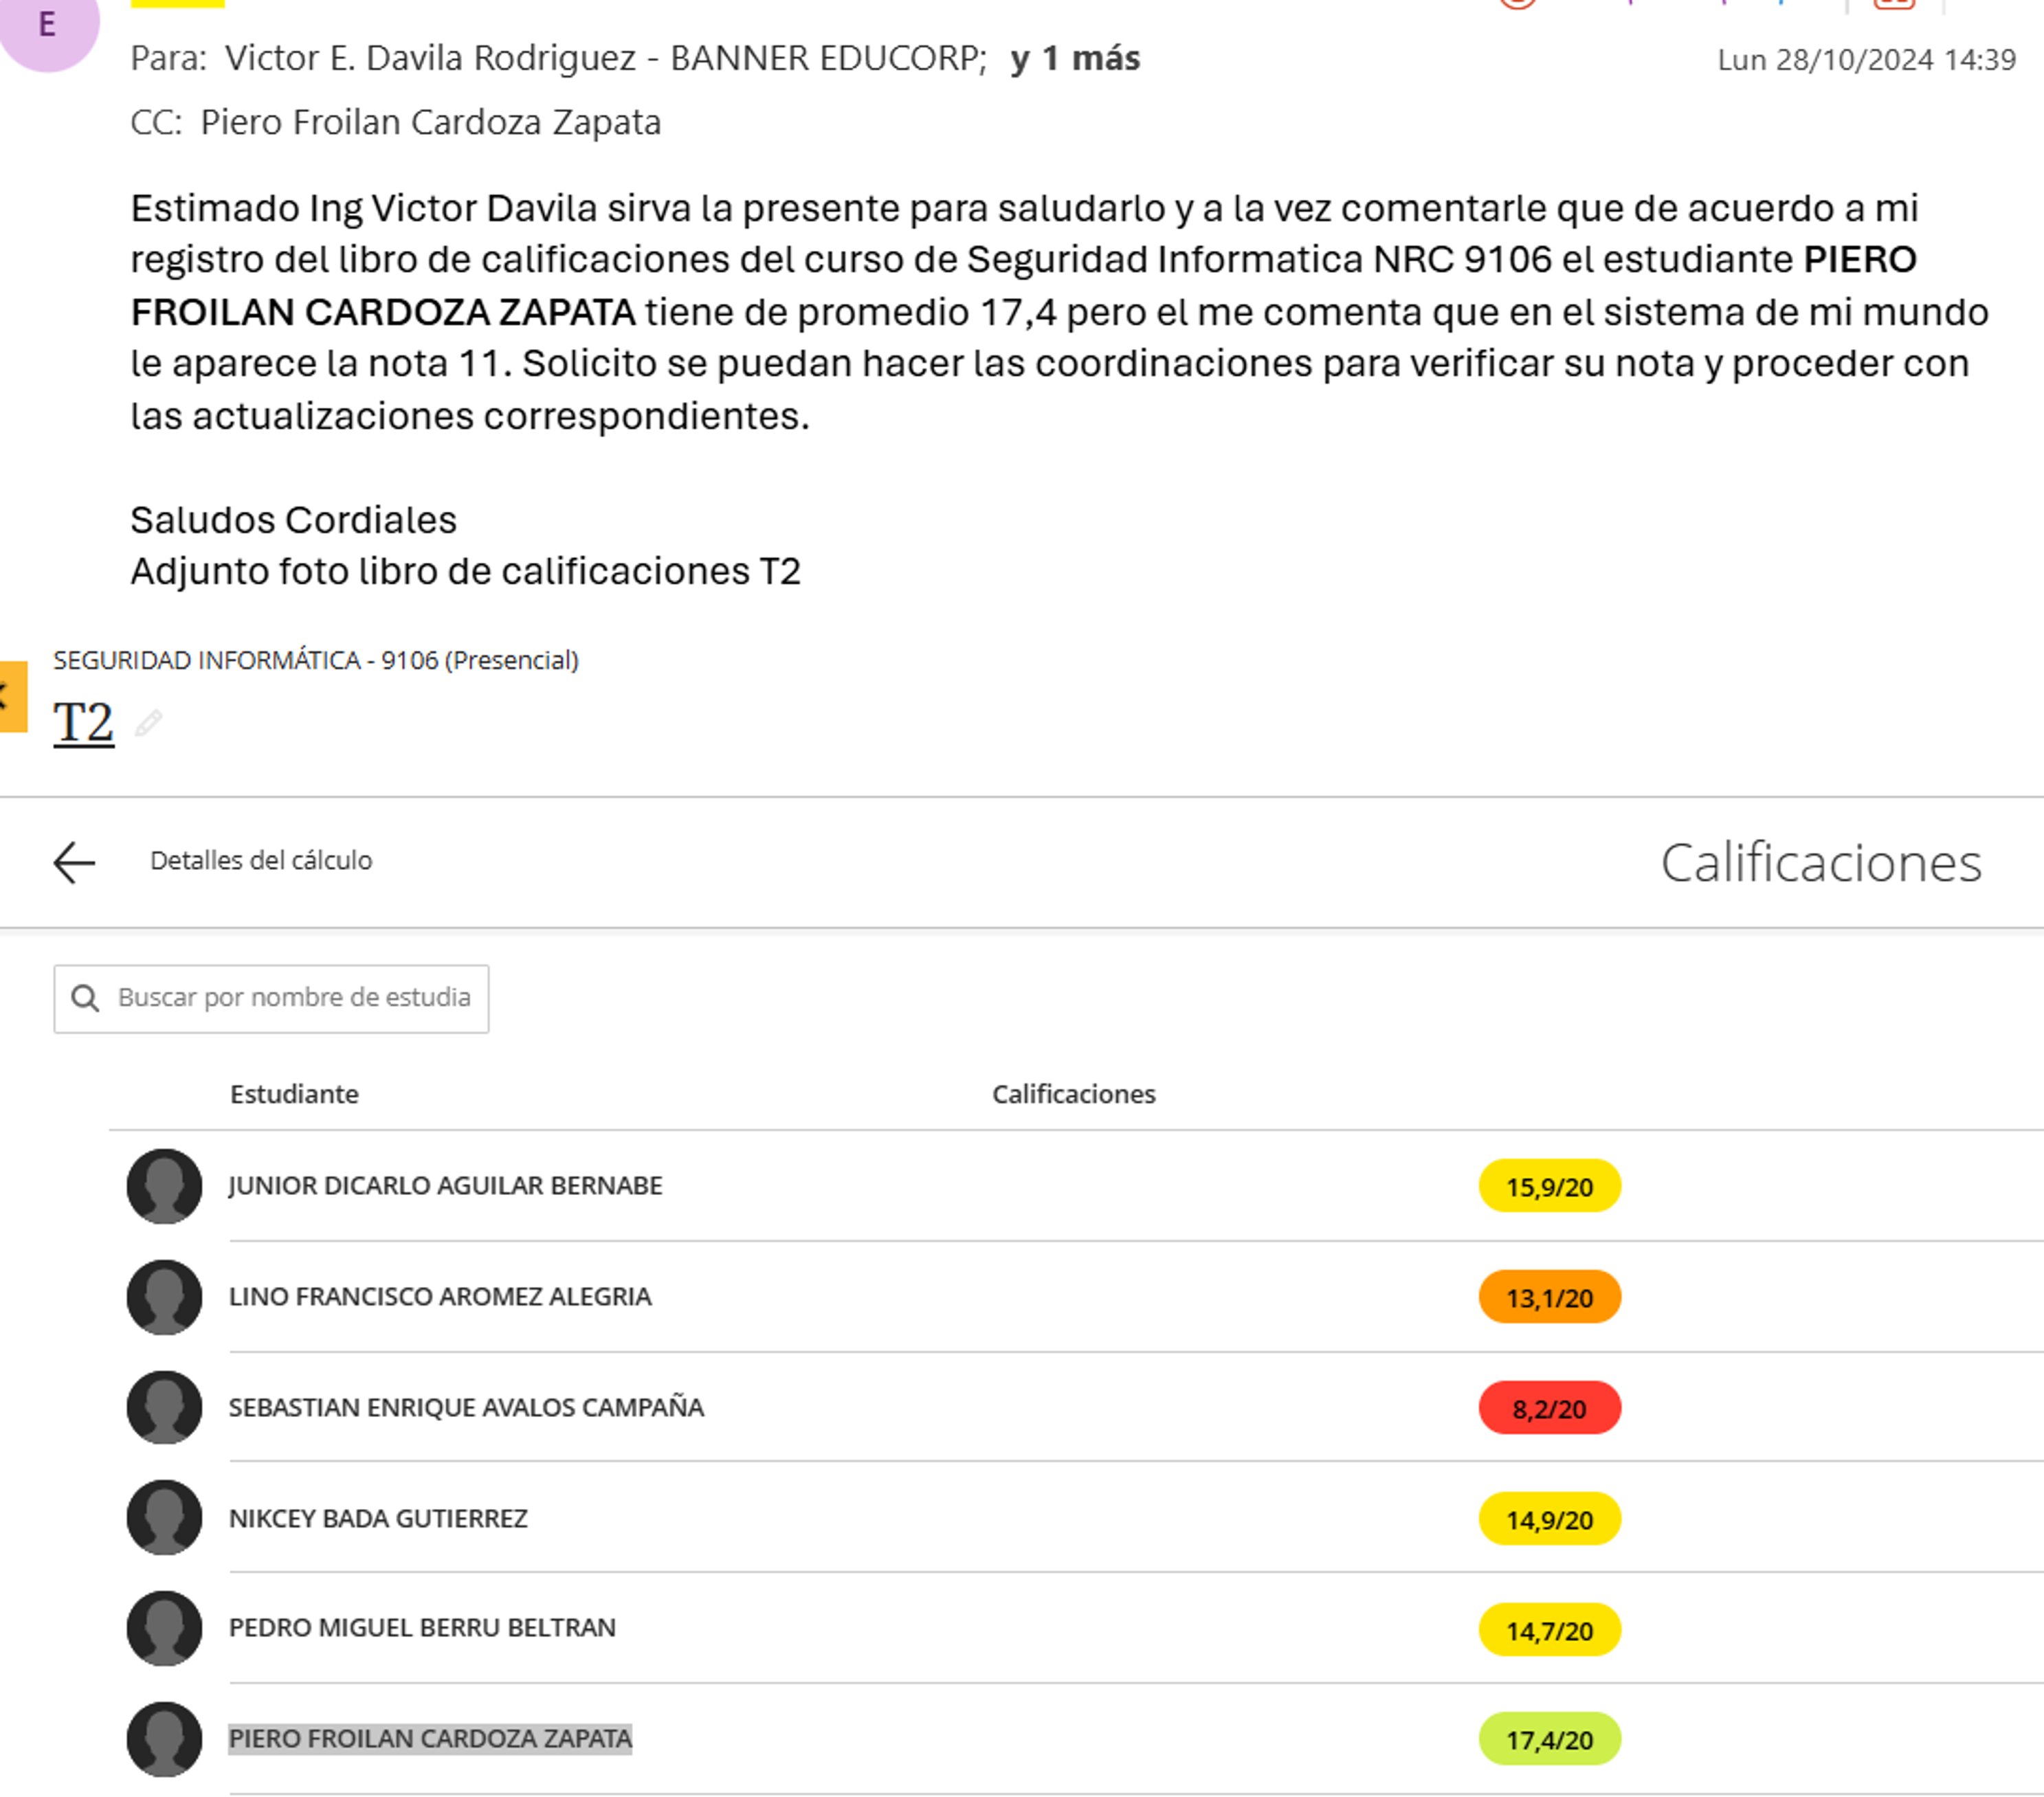 E
Para: Victor E. Davila Rodriguez - BANNER EDUCORP; y 1 más
Lun 28/10/2024 14:39
CC: Piero Froilan Cardoza Zapata
Estimado Ing Victor Davila sirva la presente para saludarlo y a la vez comentarle que de acuerdo a mi
registro del libro de calificaciones del curso de Seguridad Informatica NRC 9106 el estudiante PIERO
FROILAN CARDOZA ZAPATA tiene de promedio 17,4 pero el me comenta que en el sistema de mi mundo
le aparece la nota 11. Solicito se puedan hacer las coordinaciones para verificar su nota y proceder con
las actualizaciones correspondientes.
Saludos Cordiales
Adjunto foto libro de calificaciones T2
SEGURIDAD INFORMÁTICA - 9106 (Presencial)
T2
Detalles del cálculo
Calificaciones
Buscar por nombre de estudia
Estudiante Calificaciones
JUNIOR DICARLO AGUILAR BERNABE 15,9/20
LINO FRANCISCO AROMEZ ALEGRIA 13,1/20
SEBASTIAN ENRIQUE AVALOS CAMPAÑA 8,2/20
NIKCEY BADA GUTIERREZ 14,9/20
PEDRO MIGUEL BERRU BELTRAN 14,7/20
PIERO FROILAN CARDOZA ZAPATA 17,4/20